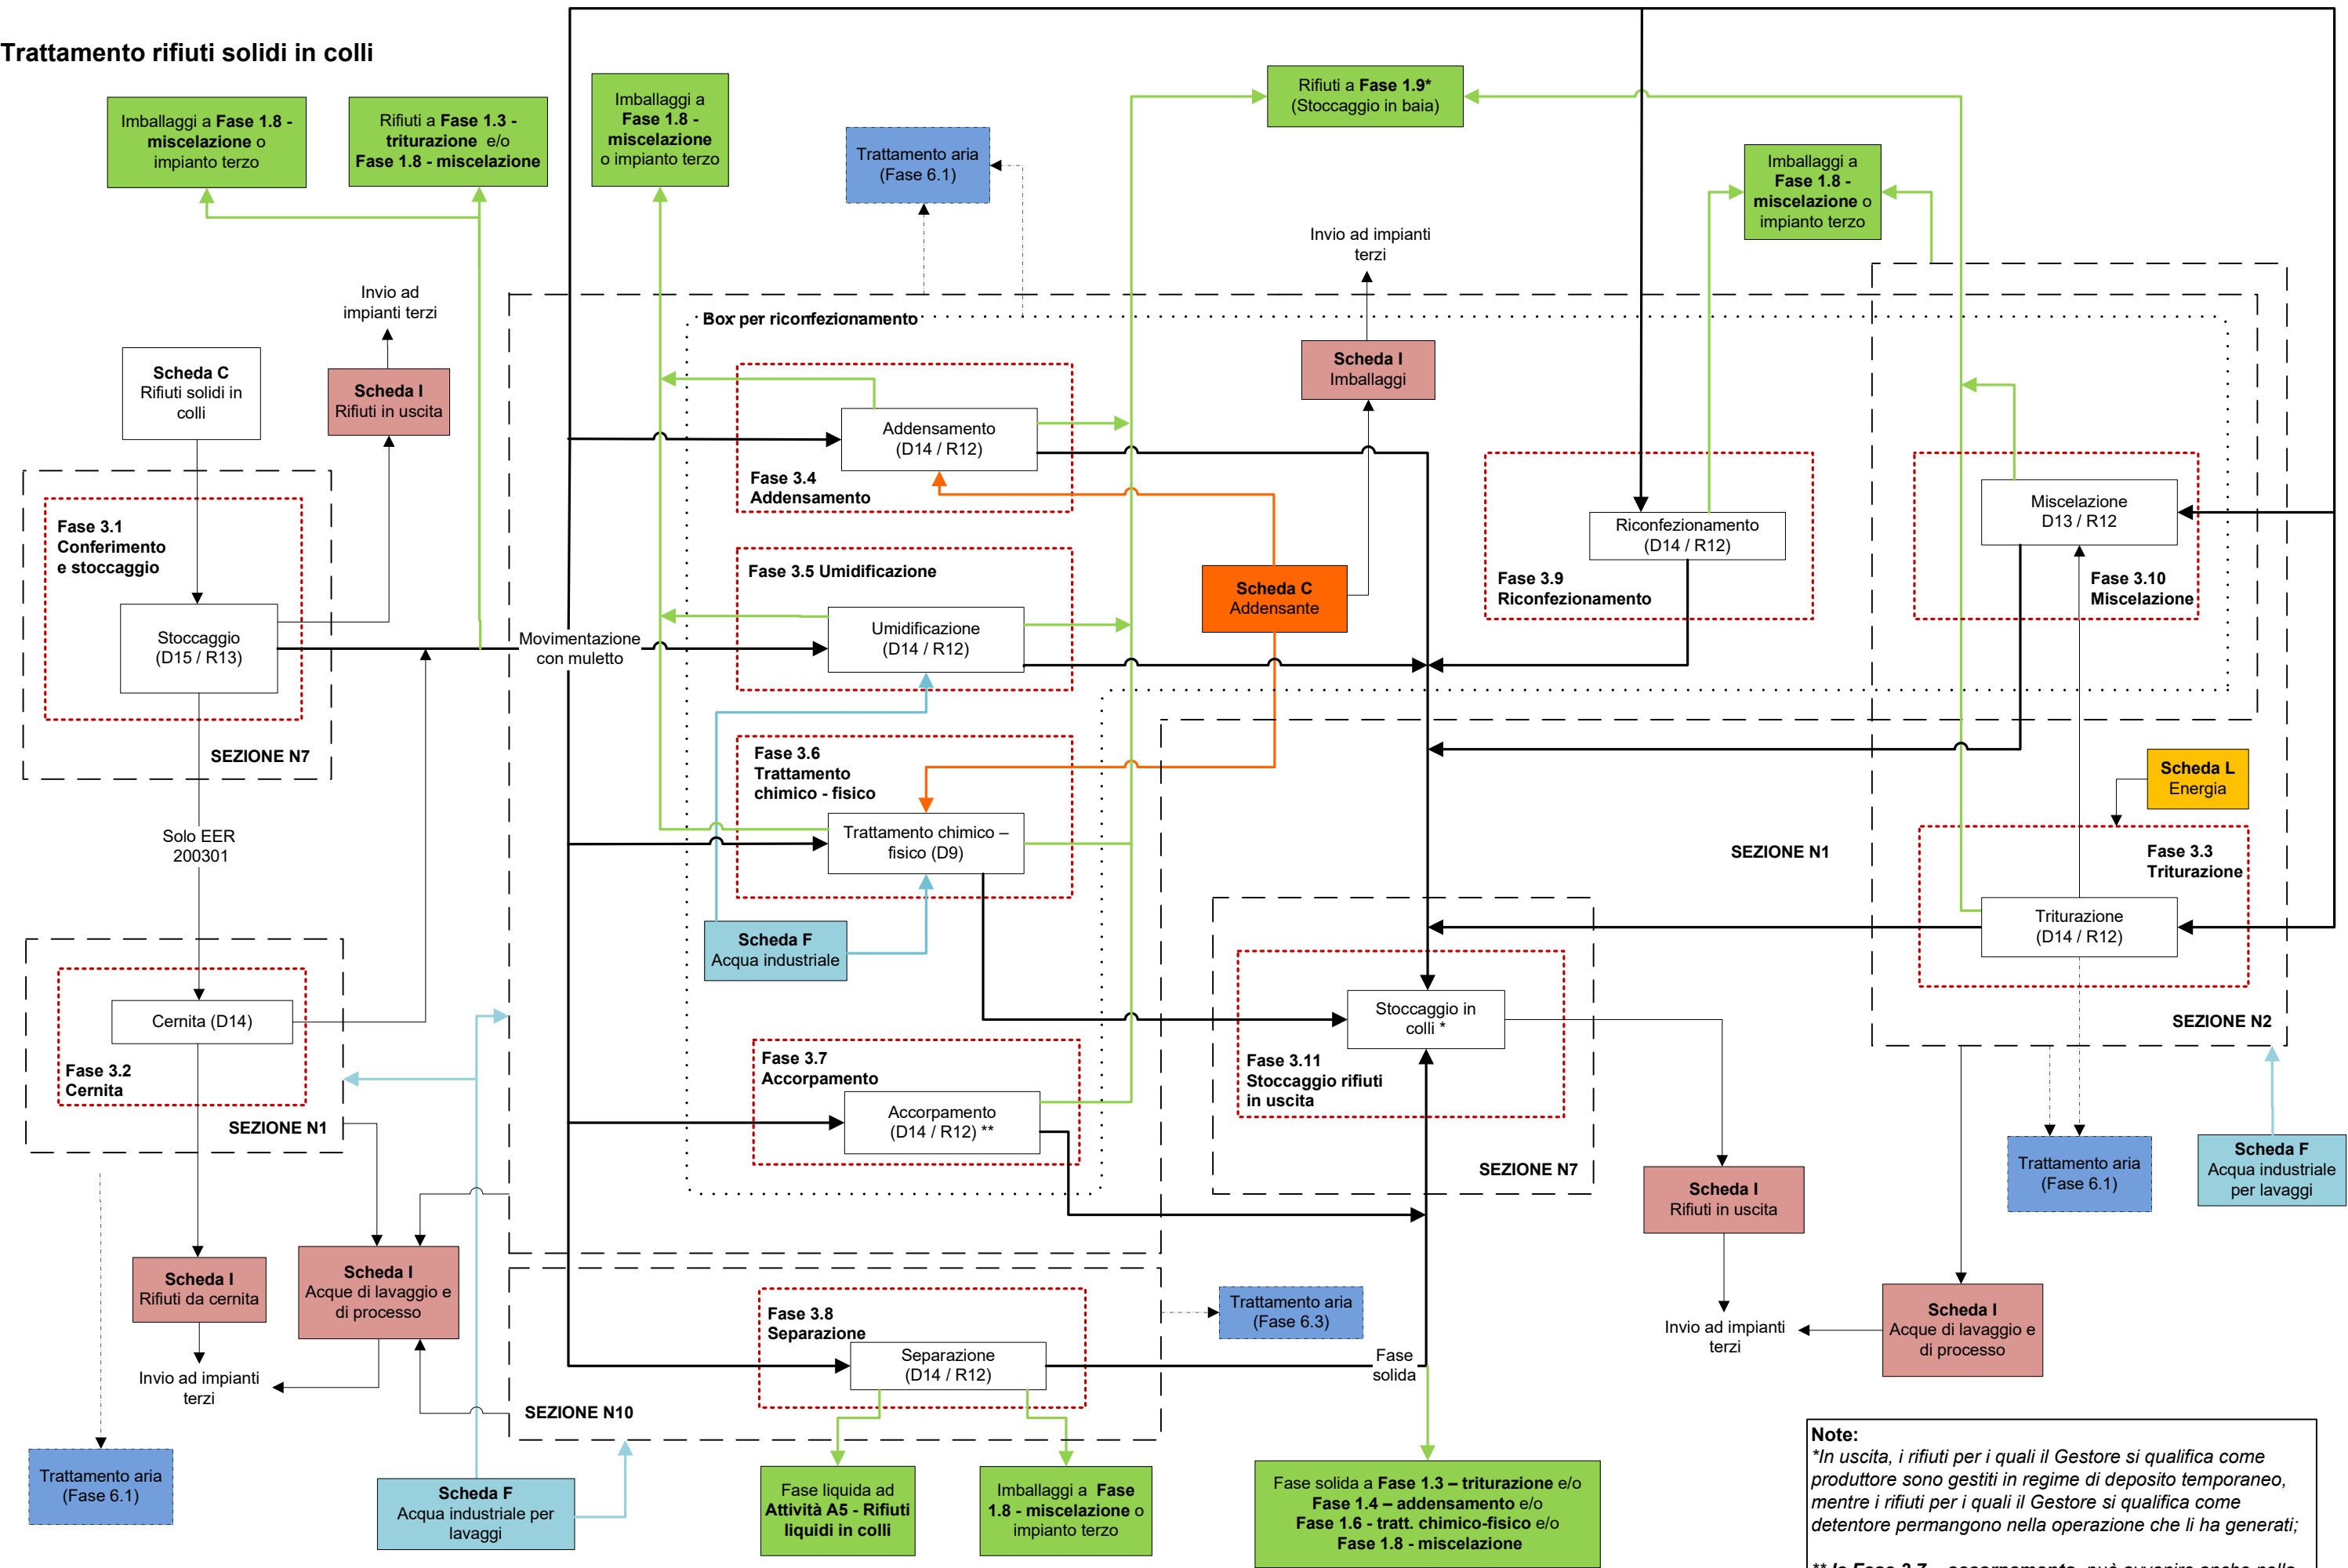 Trattamento rifiuti solidi in colli
Imballaggi a Fase 1.8 -
miscelazione o
impianto terzo
Rifiuti a Fase 1.3 -
triturazione e/o
Fase 1.8 - miscelazione
Imballaggi a
Fase 1.8 -
miscelazione
o impianto terzo
Trattamento aria
(Fase 6.1)
Rifiuti a Fase 1.9*
(Stoccaggio in baia)
Imballaggi a
Fase 1.8 -
miscelazione o
impianto terzo
Invio ad impianti
terzi
Invio ad
impianti terzi
Box per riconfezionamento
Scheda C
Rifiuti solidi in
colli
Scheda I
Rifiuti in uscita
Scheda I
Imballaggi
Addensamento
(D14 / R12)
Fase 3.4
Addensamento
Fase 3.1
Conferimento
e stoccaggio
Stoccaggio
(D15 / R13)
SEZIONE N7
Movimentazione
con muletto
Fase 3.5 Umidificazione
Umidificazione
(D14 / R12)
Scheda C
Addensante
Riconfezionamento
(D14 / R12)
Fase 3.9
Riconfezionamento
Miscelazione
D13 / R12
Fase 3.10
Miscelazione
Fase 3.6
Trattamento
chimico - fisico
Trattamento chimico –
fisico (D9)
Scheda L
Energia
SEZIONE N1
Fase 3.3
Triturazione
Triturazione
(D14 / R12)
SEZIONE N2
Solo EER
200301
Scheda F
Acqua industriale
Cernita (D14)
Fase 3.2
Cernita
SEZIONE N1
Stoccaggio in
colli *
Fase 3.11
Stoccaggio rifiuti
in uscita
SEZIONE N7
Fase 3.7
Accorpamento
Accorpamento
(D14 / R12) **
Trattamento aria
(Fase 6.1)
Scheda F
Acqua industriale
per lavaggi
Scheda I
Rifiuti in uscita
Scheda I
Rifiuti da cernita
Scheda I
Acque di lavaggio e
di processo
Invio ad impianti
terzi
Fase 3.8
Separazione
Separazione
(D14 / R12)
SEZIONE N10
Trattamento aria
(Fase 6.3)
Fase
solida
Invio ad impianti
terzi
Scheda I
Acque di lavaggio e
di processo
Trattamento aria
(Fase 6.1)
Scheda F
Acqua industriale per
lavaggi
Fase liquida ad
Attività A5 - Rifiuti
liquidi in colli
Imballaggi a Fase
1.8 - miscelazione o
impianto terzo
Fase solida a Fase 1.3 – triturazione e/o
Fase 1.4 – addensamento e/o
Fase 1.6 - tratt. chimico-fisico e/o
Fase 1.8 - miscelazione
Note:
*In uscita, i rifiuti per i quali il Gestore si qualifica come
produttore sono gestiti in regime di deposito temporaneo,
mentre i rifiuti per i quali il Gestore si qualifica come
detentore permangono nella operazione che li ha generati;
** la Fase 3.7 – accorpamento, può avvenire anche nella